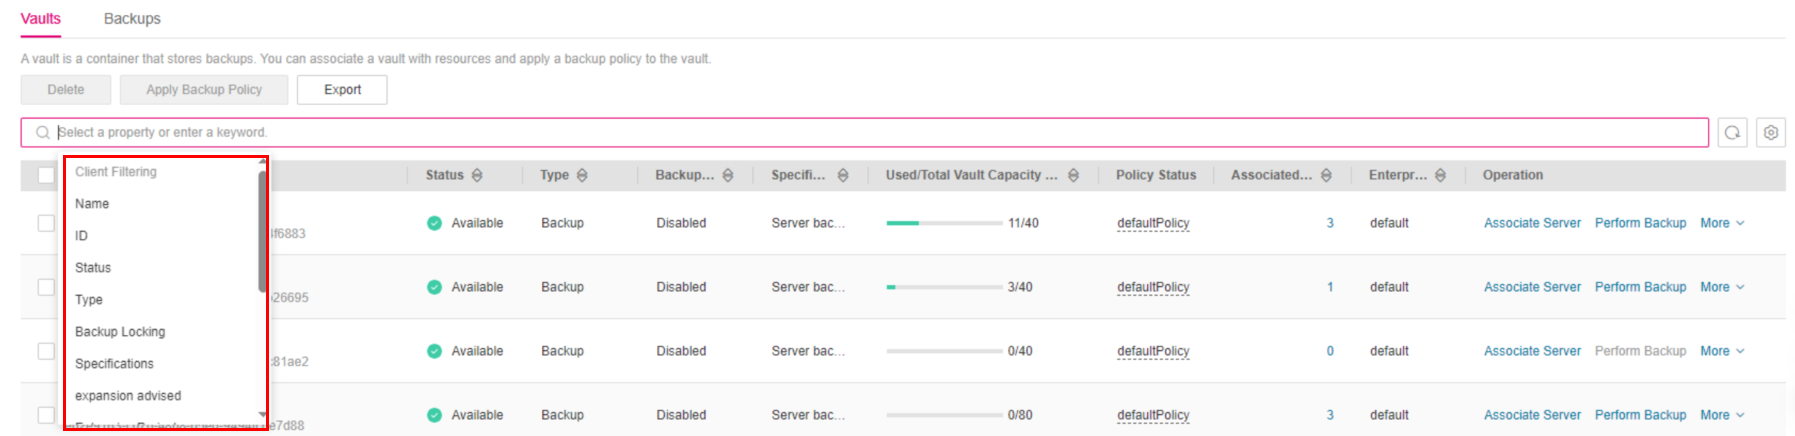 Vaults Backups
A vault is a container that stores backups. You can associate a vault with resources and apply a backup policy to the vault.
Delete Apply Backup Policy Export
Select a property or enter a keyword.
Client Filtering
Name
ID
Status
Type
Backup Locking
Specifications
expansion advised
Status Type Backup... Specifi... Used/Total Vault Capacity ... Policy Status Associated... Enterpr... Operation
f6883 Available Backup Disabled Server bac... 11/40 defaultPolicy 3 default Associate Server Perform Backup More
26695 Available Backup Disabled Server bac... 3/40 defaultPolicy 1 default Associate Server Perform Backup More
81ae2 Available Backup Disabled Server bac... 0/40 defaultPolicy 0 default Associate Server Perform Backup More
e7d88 Available Backup Disabled Server bac... 0/80 defaultPolicy 3 default Associate Server Perform Backup More